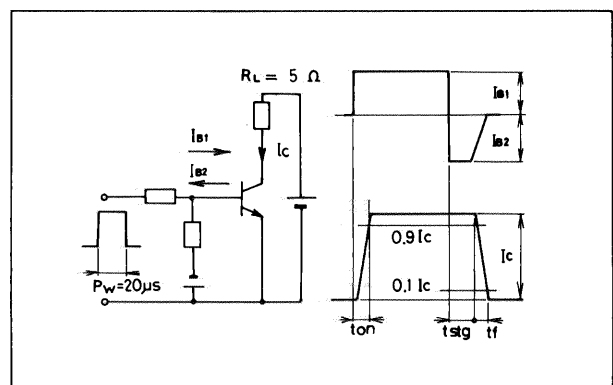 RL = 5 Ω
IB1
IB2
Ic
PW=20μs
IB1
IB2
0.9 Ic
Ic
0.1 Ic
ton
tstg
tf